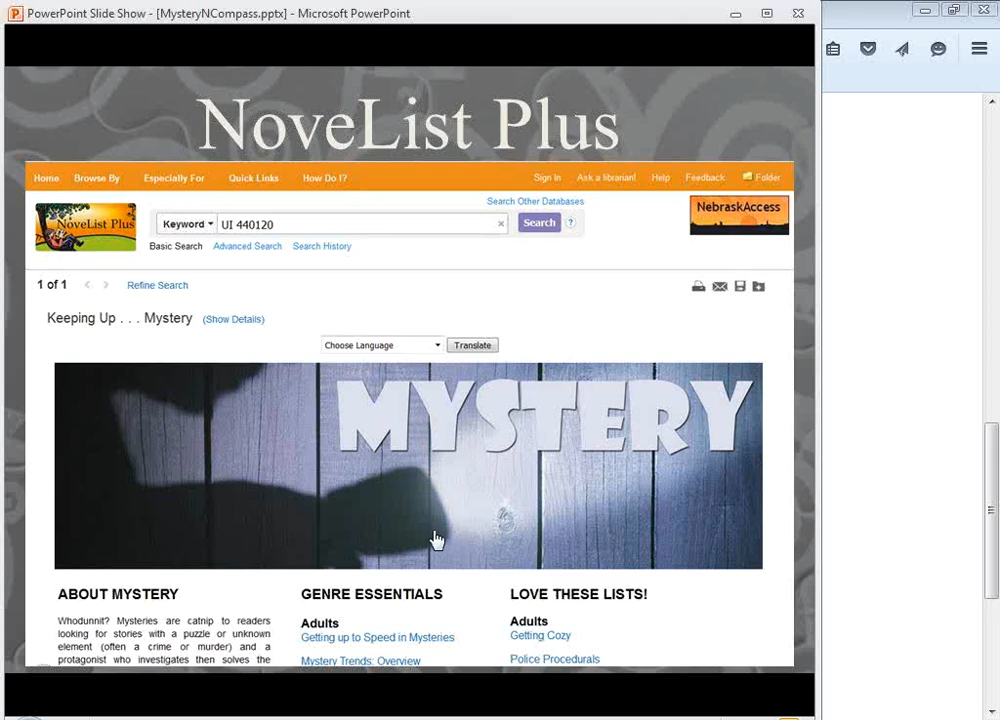 PowerPoint Slide Show - [MysteryNCompass.pptx] - Microsoft PowerPoint
NoveList Plus
Home Browse By Especially For Quick Links How Do I? Sign In Ask a librarian! Help Feedback Folder
Search Other Databases
NoveList Plus Keyword UI 440120 × Search ? NebraskAccess
Basic Search Advanced Search Search History
1 of 1 Refine Search
Keeping Up . . . Mystery (Show Details)
Choose Language Translate
MYSTERY
ABOUT MYSTERY
Whodunnit? Mysteries are catnip to readers
looking for stories with a puzzle or unknown
element (often a crime or murder) and a
protagonist who investigates then solves the
GENRE ESSENTIALS
Adults
Getting up to Speed in Mysteries
Mystery Trends: Overview
LOVE THESE LISTS!
Adults
Getting Cozy
Police Procedurals